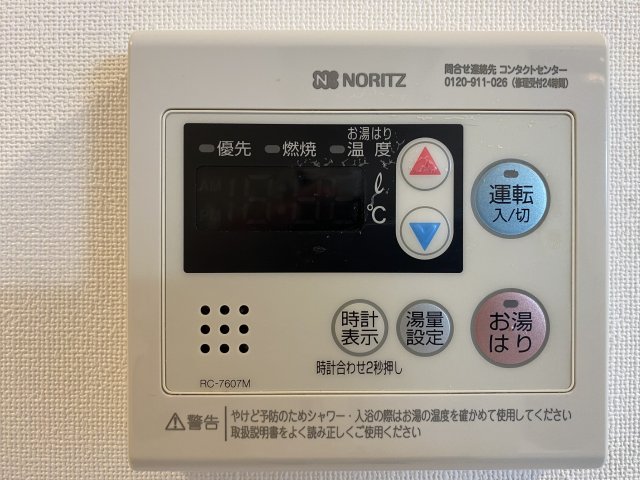 NORITZ
問合せ連絡先 コンタクトセンター
0120-911-026（修理受付24時間）
優先 燃焼 お湯はり温度
ℓ
℃
運転
入/切
時計
表示
湯量
設定
お湯
はり
時計合わせ2秒押し
RC-7607M
警告
やけど予防のためシャワー・入浴の際はお湯の温度を確かめて使用してください
取扱説明書をよく読み正しくご使用ください